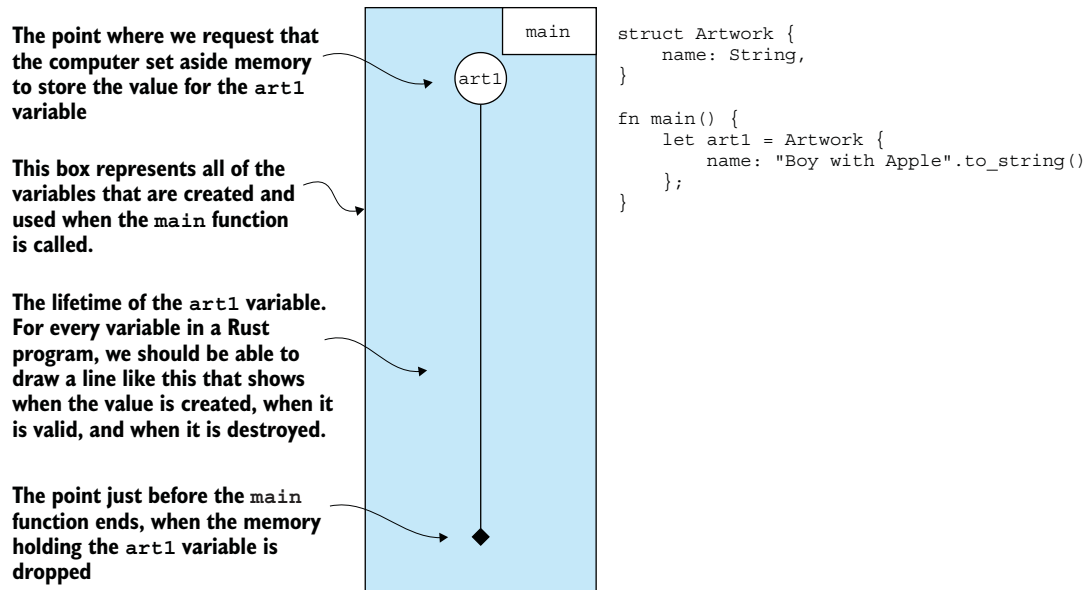 The point where we request that
the computer set aside memory
to store the value for the art1
variable
This box represents all of the
variables that are created and
used when the main function
is called.
The lifetime of the art1 variable.
For every variable in a Rust
program, we should be able to
draw a line like this that shows
when the value is created, when it
is valid, and when it is destroyed.
The point just before the main
function ends, when the memory
holding the art1 variable is
dropped
main
art1
struct Artwork {
    name: String,
}
fn main() {
    let art1 = Artwork {
        name: "Boy with Apple".to_string()
    };
}